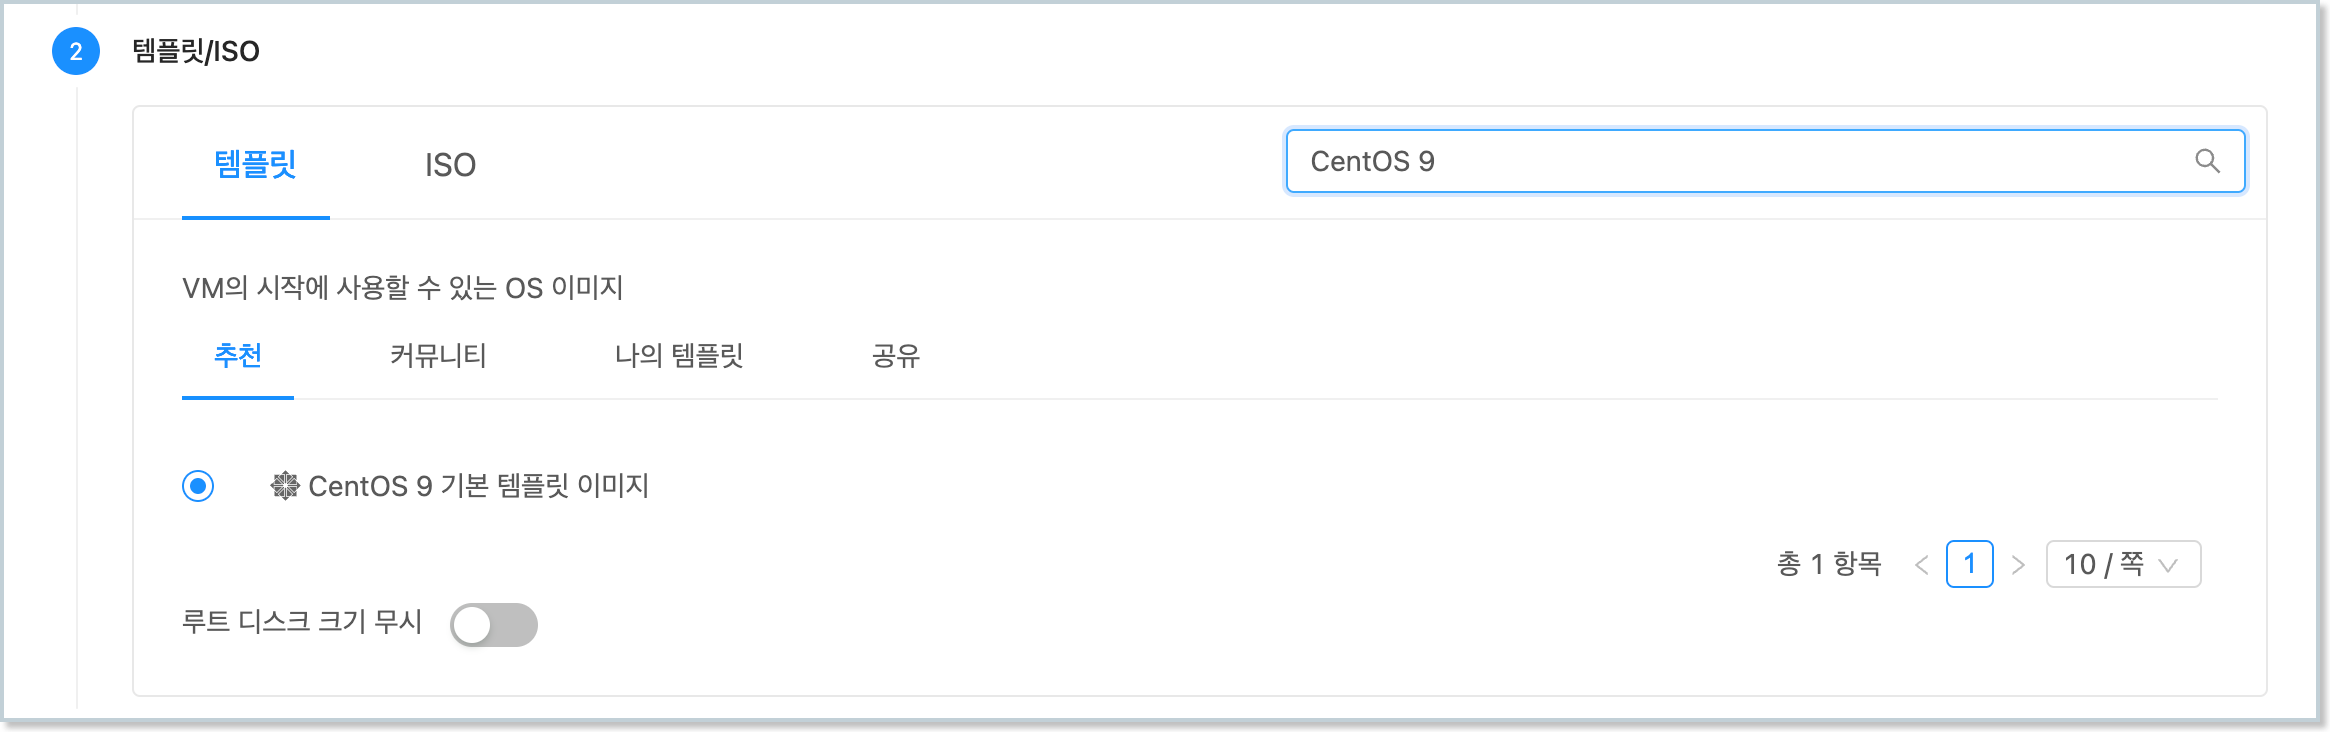 2 템플릿/ISO
템플릿 ISO CentOS 9
VM의 시작에 사용할 수 있는 OS 이미지
추천 커뮤니티 나의 템플릿 공유
CentOS 9 기본 템플릿 이미지
총 1 항목 < 1 > 10 / 쪽
루트 디스크 크기 무시